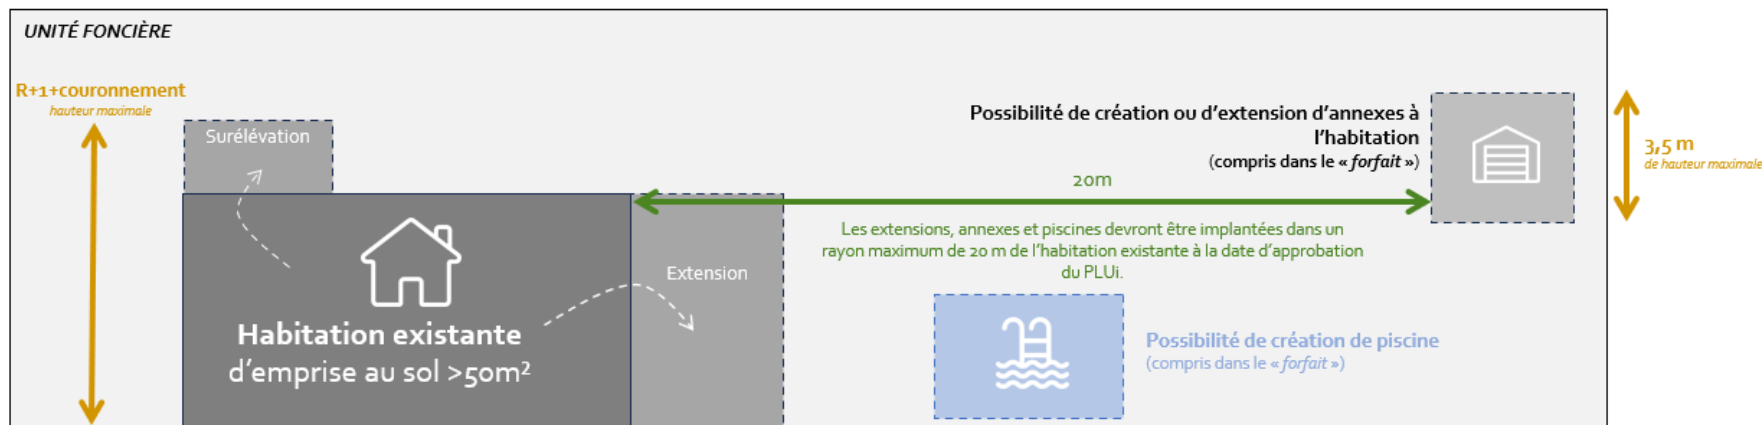 UNITÉ FONCIÈRE
R+1+couronnement
hauteur maximale
Surélévation
Possibilité de création ou d'extension d'annexes à
l'habitation
(compris dans le « forfait »)
3,5 m
de hauteur maximale
20m
Les extensions, annexes et piscines devront être implantées dans un
rayon maximum de 20 m de l'habitation existante à la date d'approbation
du PLUi.
Extension
Habitation existante
d'emprise au sol >50m²
Possibilité de création de piscine
(compris dans le « forfait »)